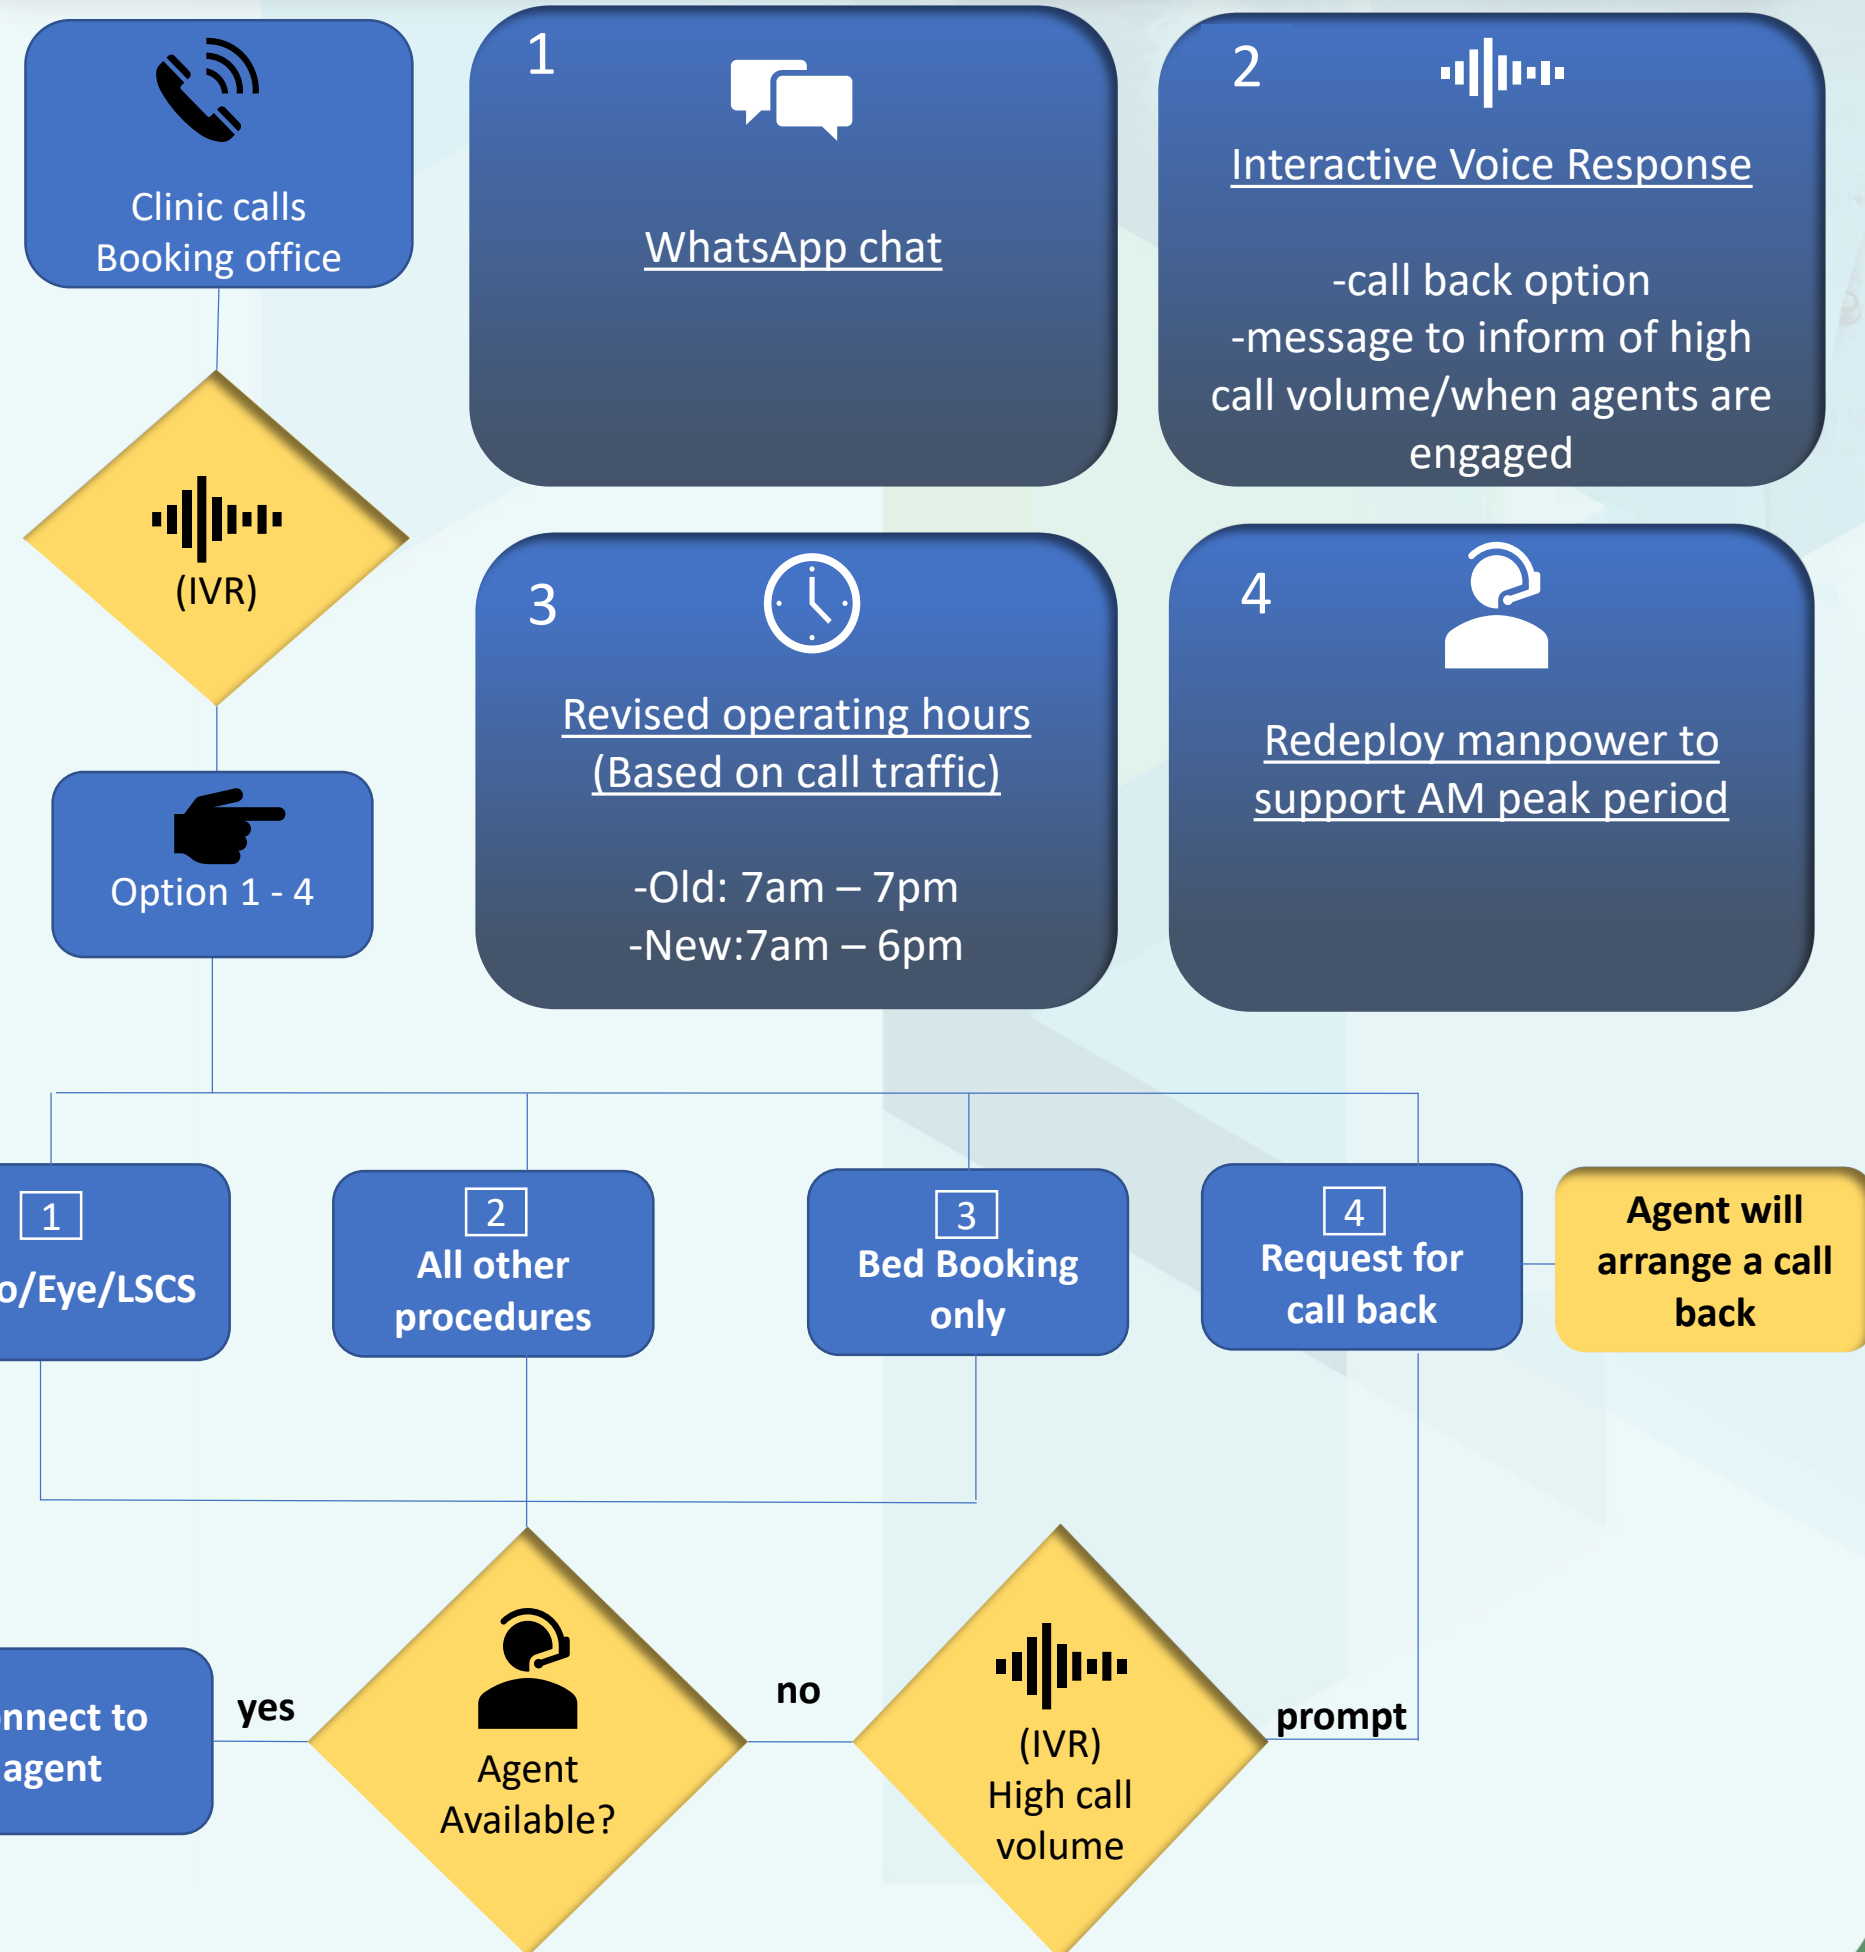 Clinic calls
Booking office
1
WhatsApp chat
2
Interactive Voice Response
-call back option
-message to inform of high
call volume/when agents are
engaged
(IVR)
3
Revised operating hours
(Based on call traffic)
-Old: 7am – 7pm
-New:7am – 6pm
4
Redeploy manpower to
support AM peak period
Option 1 - 4
1
/Eye/LSCS
2
All other
procedures
3
Bed Booking
only
4
Request for
call back
Agent will
arrange a call
back
to
agent
yes
Agent
Available?
no
(IVR)
High call
volume
prompt